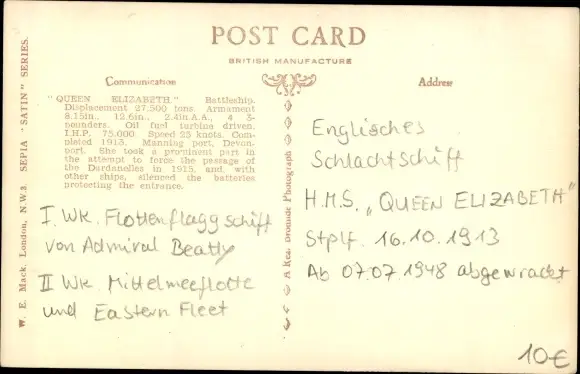 POST CARD
BRITISH MANUFACTURE
Communication
Address
"QUEEN ELIZABETH." Battleship.
Displacement 27,500 tons. Armament
8.15in., 12.6in., 2.4in.A.A., 4 3-
pounders. Oil fuel turbine driven.
I.H.P. 75,000 Speed 25 knots. Com-
pleted 1915. Manning port, Devon-
port. She took a prominent part in
the attempt to force the passage of
the Dardanelles in 1915, and, with
other ships, silenced the batteries
protecting the entrance.
I. WK. Flottenflaggschiff
von Admiral Beatty
II WK. Mittelmeeflotte
und Eastern Fleet
Englisches
Schlachtschiff
H.M.S. „QUEEN ELIZABETH"
Stplf. 16.10.1913
Ab 07.07.1948 abgewrackt
10€
W. E. Mack, London, N.W.3. SEPIA "SATIN" SERIES.
A Real Bromide Photograph